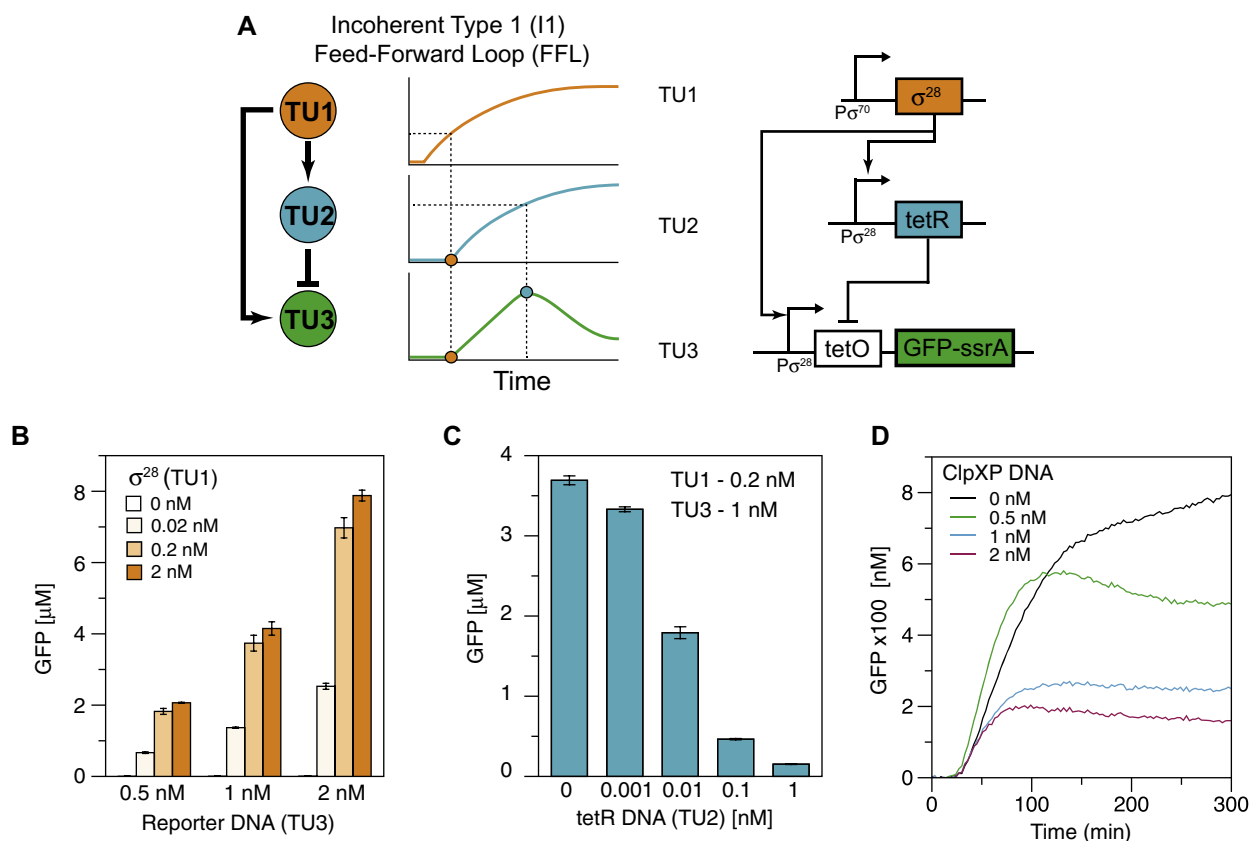 A
Incoherent Type 1 (I1)
Feed-Forward Loop (FFL)
TU1
TU2
TU3
TU1
TU2
TU3
Time
Pσ70
σ28
Pσ28
tetR
Pσ28
tetO
GFP-ssrA
B
GFP [μM]
8
6
4
2
0
σ28 (TU1)
0 nM
0.02 nM
0.2 nM
2 nM
0.5 nM 1 nM 2 nM
Reporter DNA (TU3)
C
GFP [μM]
4
3
2
1
0
TU1 - 0.2 nM
TU3 - 1 nM
0 0.001 0.01 0.1 1
tetR DNA (TU2) [nM]
D
GFP x100 [nM]
8
6
4
2
0
ClpXP DNA
0 nM
0.5 nM
1 nM
2 nM
0 100 200 300
Time (min)